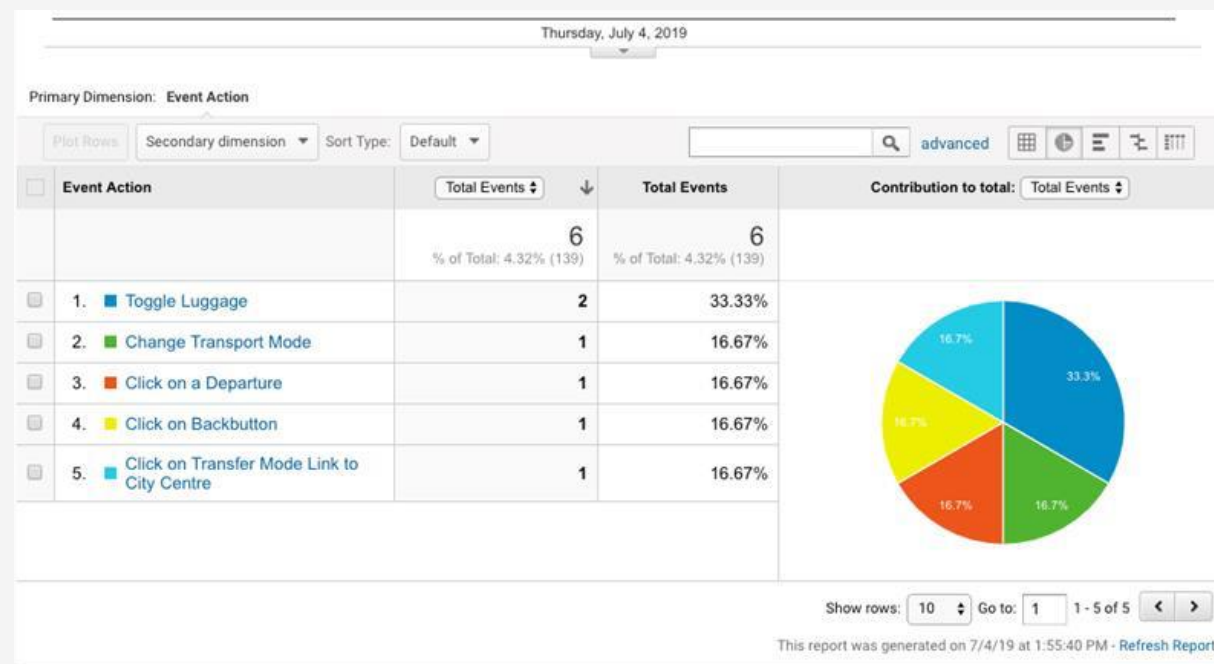 Thursday, July 4, 2019
Primary Dimension: Event Action
Plot Rows Secondary dimension Sort Type: Default advanced
Event Action Total Events Total Events Contribution to total: Total Events
6 6
% of Total: 4.32% (139) % of Total: 4.32% (139)
1. Toggle Luggage 2 33.33%
2. Change Transport Mode 1 16.67%
3. Click on a Departure 1 16.67%
4. Click on Backbutton 1 16.67%
5. Click on Transfer Mode Link to
City Centre 1 16.67%
16.7%
33.3%
16.7%
16.7% 16.7%
Show rows: 10 Go to: 1 1 - 5 of 5
This report was generated on 7/4/19 at 1:55:40 PM - Refresh Report